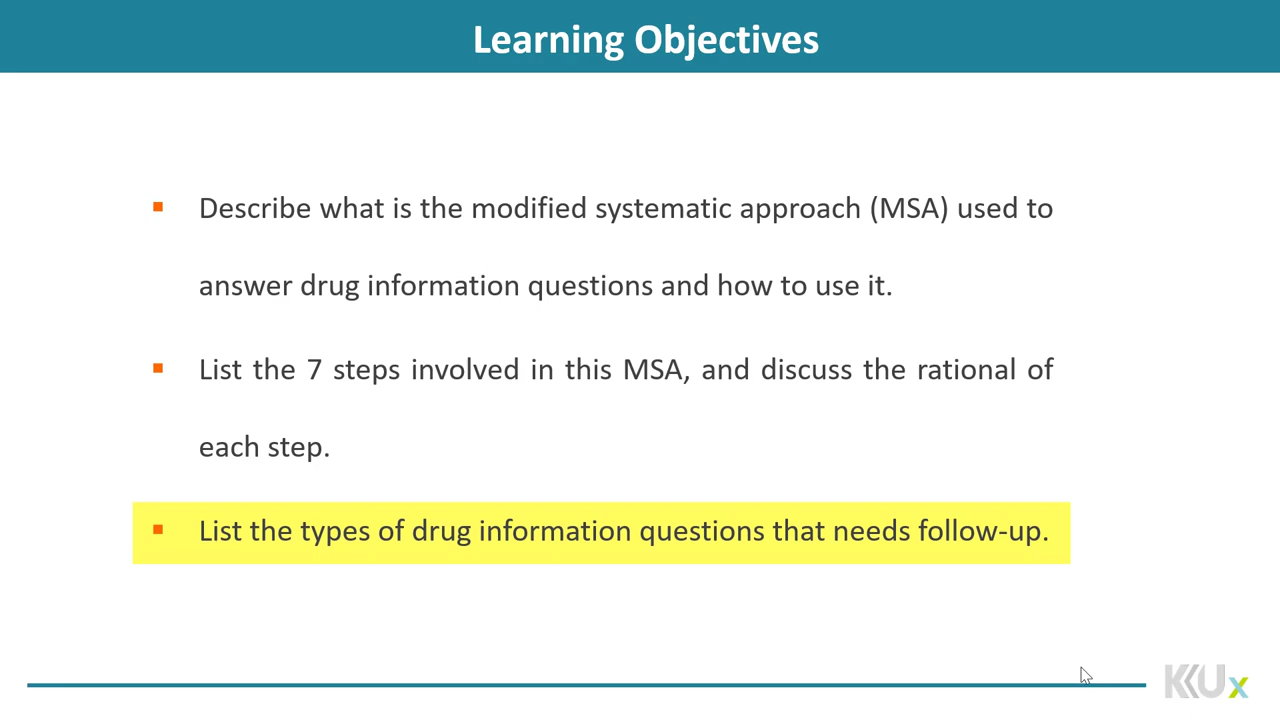 Learning Objectives
▪ Describe what is the modified systematic approach (MSA) used to
answer drug information questions and how to use it.
▪ List the 7 steps involved in this MSA, and discuss the rational of
each step.
▪ List the types of drug information questions that needs follow-up.
KKUx